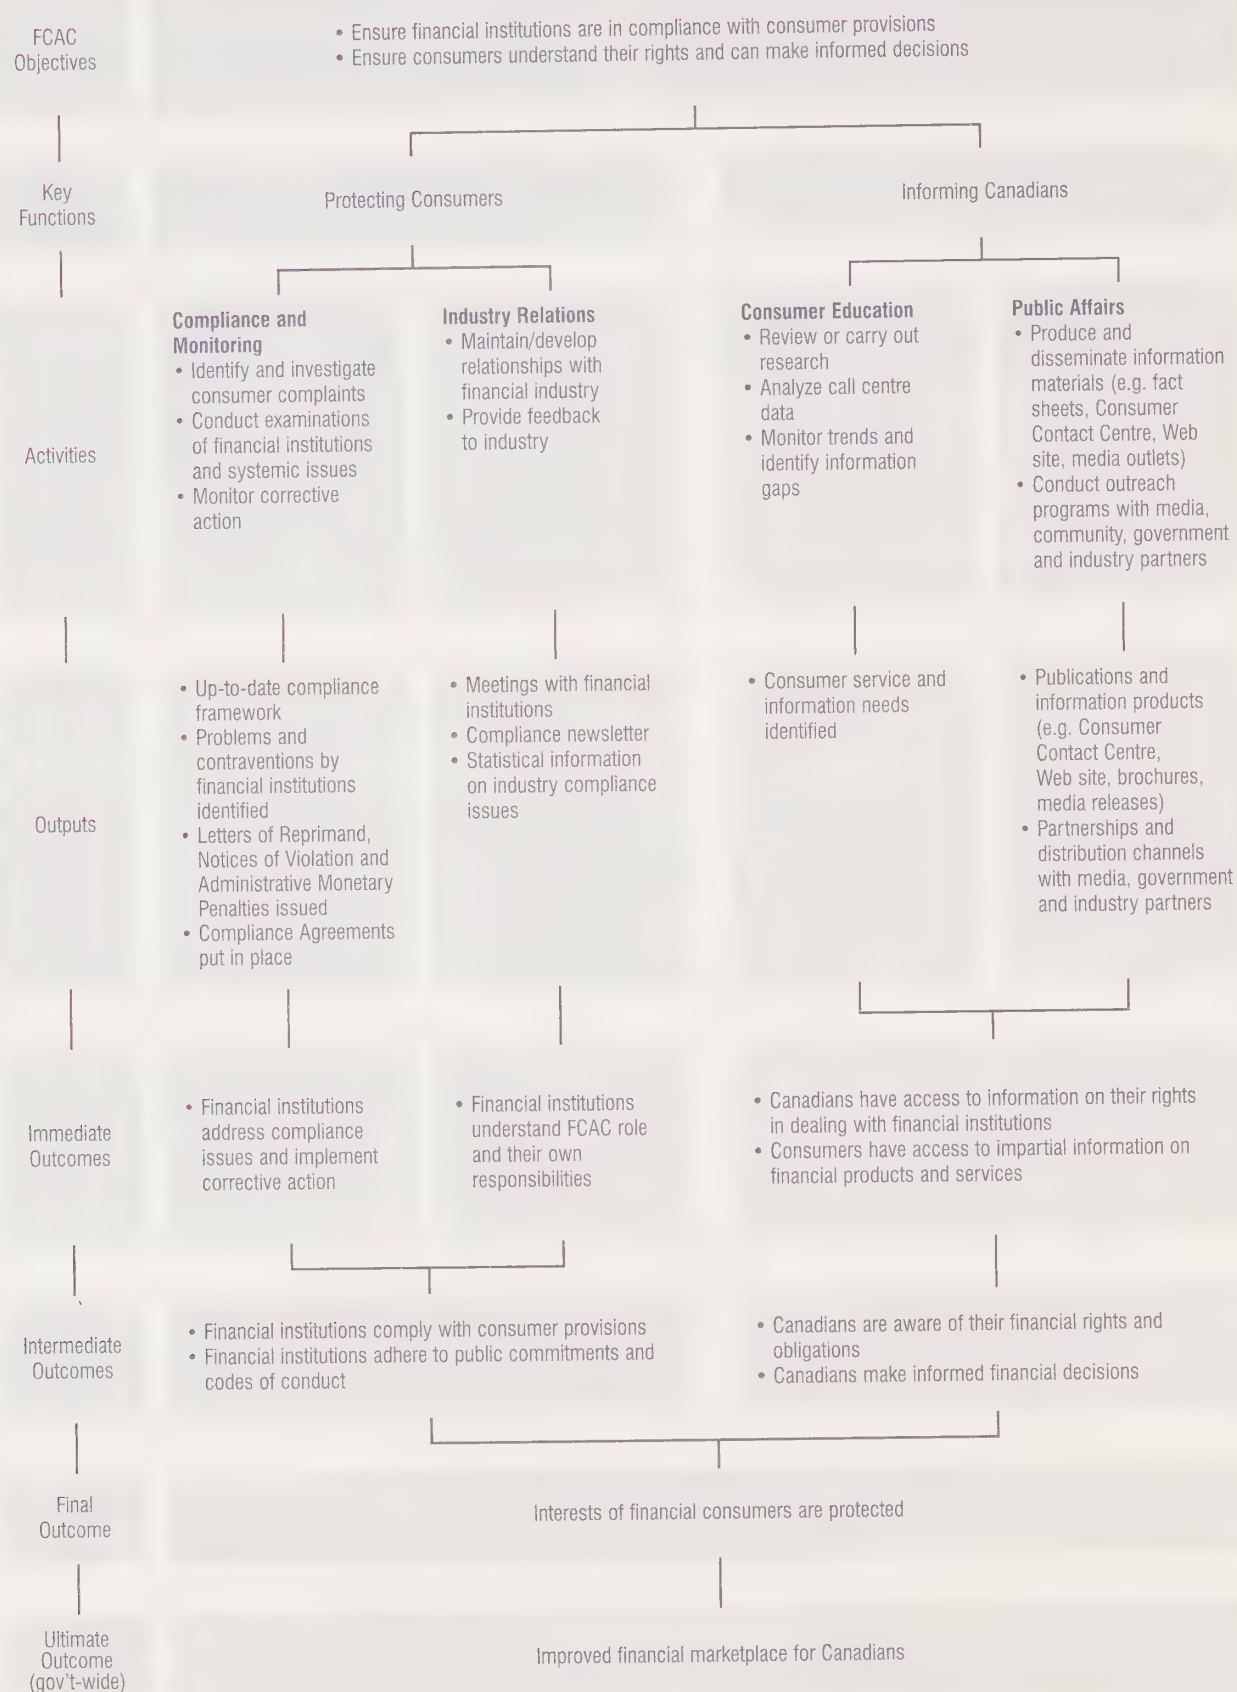 FCAC
Objectives
• Ensure financial institutions are in compliance with consumer provisions
• Ensure consumers understand their rights and can make informed decisions
Key
Functions
Protecting Consumers
Informing Canadians
Activities
Compliance and
Monitoring
• Identify and investigate
consumer complaints
• Conduct examinations
of financial institutions
and systemic issues
• Monitor corrective
action
Industry Relations
• Maintain/develop
relationships with
financial industry
• Provide feedback
to industry
Consumer Education
• Review or carry out
research
• Analyze call centre
data
• Monitor trends and
identify information
gaps
Public Affairs
• Produce and
disseminate information
materials (e.g. fact
sheets, Consumer
Contact Centre, Web
site, media outlets)
• Conduct outreach
programs with media,
community, government
and industry partners
Outputs
• Up-to-date compliance
framework
• Problems and
contraventions by
financial institutions
identified
• Letters of Reprimand,
Notices of Violation and
Administrative Monetary
Penalties issued
• Compliance Agreements
put in place
• Meetings with financial
institutions
• Compliance newsletter
• Statistical information
on industry compliance
issues
• Consumer service and
information needs
identified
• Publications and
information products
(e.g. Consumer
Contact Centre,
Web site, brochures,
media releases)
• Partnerships and
distribution channels
with media, government
and industry partners
Immediate
Outcomes
• Financial institutions
address compliance
issues and implement
corrective action
• Financial institutions
understand FCAC role
and their own
responsibilities
• Canadians have access to information on their rights
in dealing with financial institutions
• Consumers have access to impartial information on
financial products and services
Intermediate
Outcomes
• Financial institutions comply with consumer provisions
• Financial institutions adhere to public commitments and
codes of conduct
• Canadians are aware of their financial rights and
obligations
• Canadians make informed financial decisions
Final
Outcome
Interests of financial consumers are protected
Ultimate
Outcome
(gov't-wide)
Improved financial marketplace for Canadians